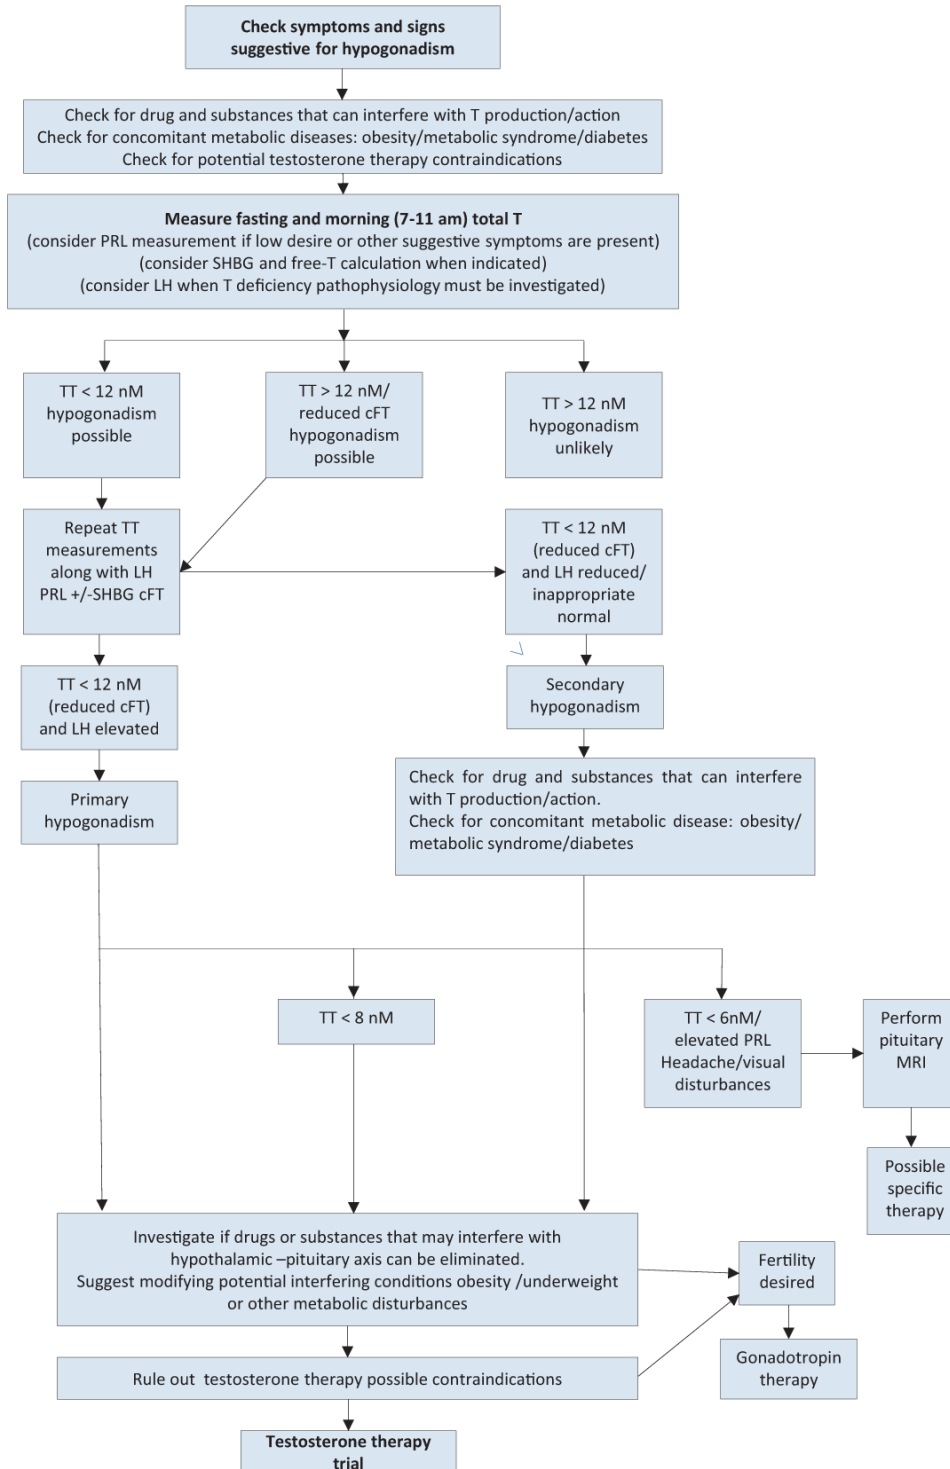 Check symptoms and signs
suggestive for hypogonadism
Check for drug and substances that can interfere with T production/action
Check for concomitant metabolic diseases: obesity/metabolic syndrome/diabetes
Check for potential testosterone therapy contraindications
Measure fasting and morning (7-11 am) total T
(consider PRL measurement if low desire or other suggestive symptoms are present)
(consider SHBG and free-T calculation when indicated)
(consider LH when T deficiency pathophysiology must be investigated)
TT < 12 nM
hypogonadism
possible
TT > 12 nM/
reduced cFT
hypogonadism
possible
TT > 12 nM
hypogonadism
unlikely
Repeat TT
measurements
along with LH
PRL +/-SHBG cFT
TT < 12 nM
(reduced cFT)
and LH reduced/
inappropriate
normal
TT < 12 nM
(reduced cFT)
and LH elevated
Secondary
hypogonadism
Primary
hypogonadism
Check for drug and substances that can interfere
with T production/action.
Check for concomitant metabolic disease: obesity/
metabolic syndrome/diabetes
TT < 8 nM
TT < 6nM/
elevated PRL
Headache/visual
disturbances
Perform
pituitary
MRI
Possible
specific
therapy
Investigate if drugs or substances that may interfere with
hypothalamic –pituitary axis can be eliminated.
Suggest modifying potential interfering conditions obesity /underweight
or other metabolic disturbances
Fertility
desired
Gonadotropin
therapy
Rule out  testosterone therapy possible contraindications
Testosterone therapy
trial